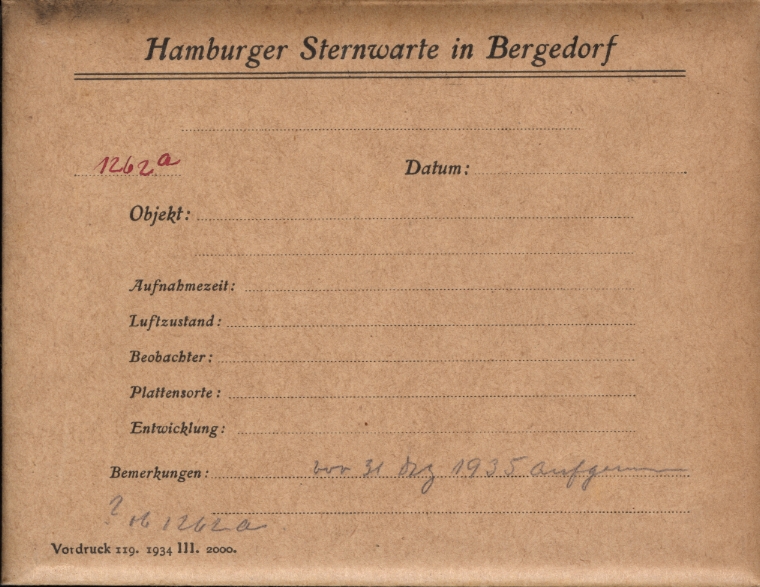 Hamburger Sternwarte in Bergedorf
1262a
Datum:
Objekt:
Aufnahmezeit:
Luftzustand:
Beobachter:
Plattensorte:
Entwicklung:
Bemerkungen: vor 31 Dez 1935
? ob 1262a
Vordruck 119. 1934 III. 2000.